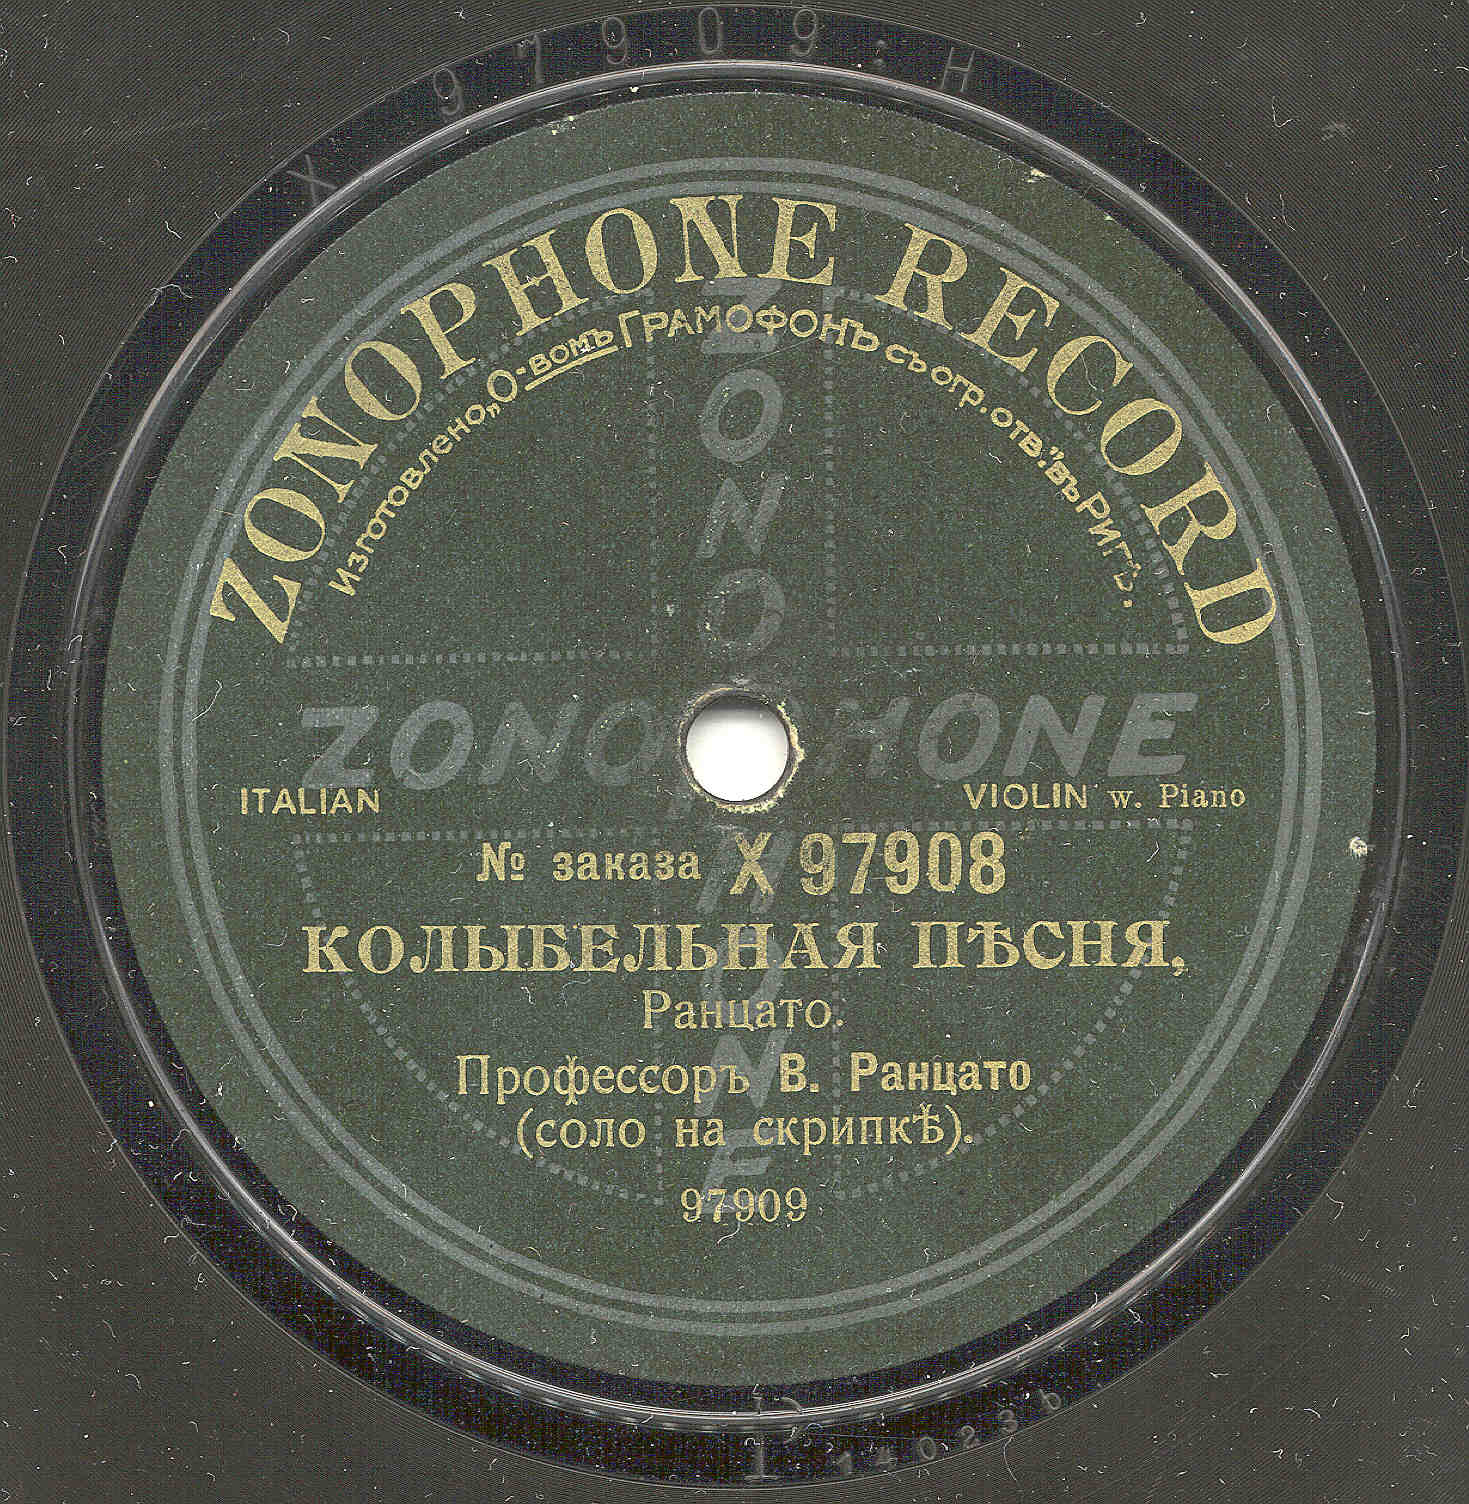 X 97909:H
ZONOPHONE RECORD
Изготовлено „О-вомъ ГРАМОФОНЪ съ огр. отв.“ въ Ригѣ.
ZONOPHONE
ZONOPHONE
ITALIAN
VIOLIN w. Piano
№ заказа X 97908
КОЛЫБЕЛЬНАЯ ПѢСНЯ,
Ранцато.
Профессоръ В. Ранцато
(соло на скрипкѣ).
97909
14023b